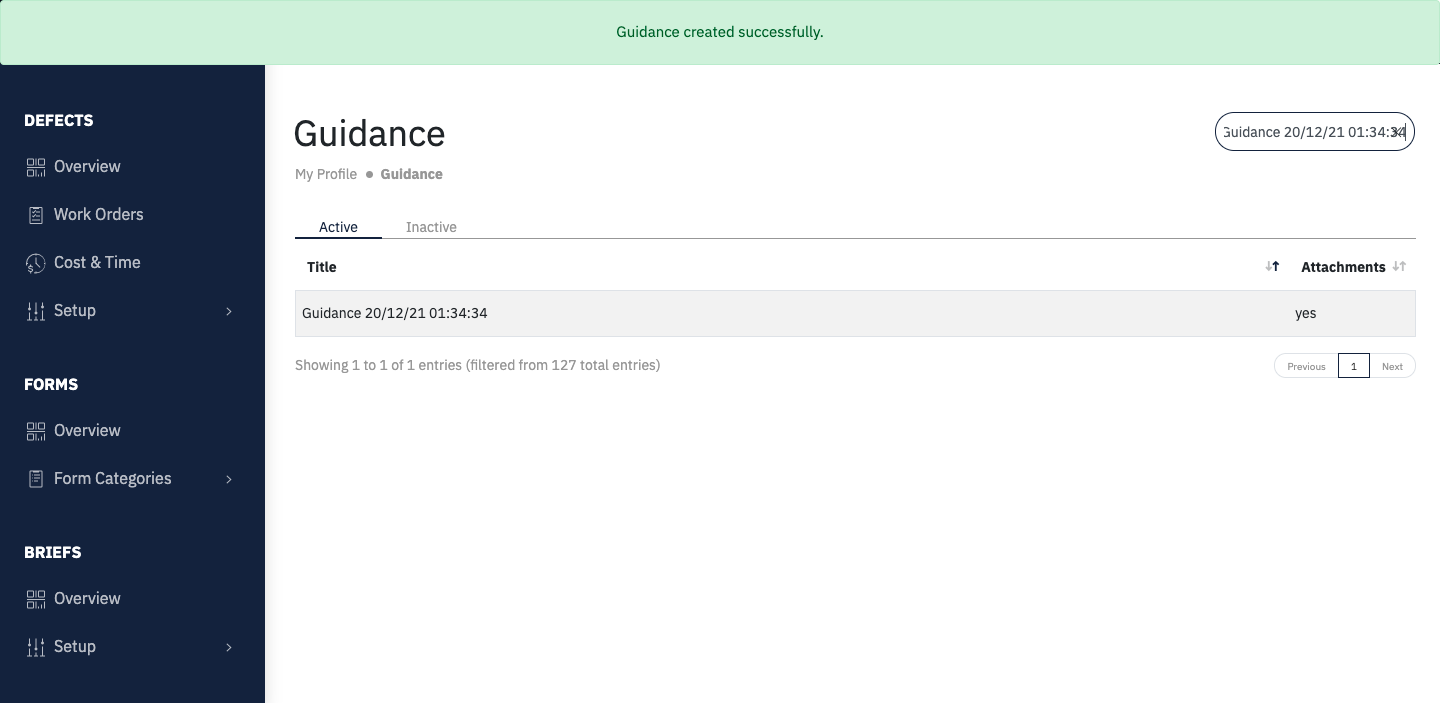 Guidance created successfully.
DEFECTS
Overview
Work Orders
Cost & Time
Setup
FORMS
Overview
Form Categories
BRIEFS
Overview
Setup
Guidance
Guidance 20/12/21 01:34:34
My Profile ● Guidance
Active Inactive
Title Attachments
Guidance 20/12/21 01:34:34 yes
Showing 1 to 1 of 1 entries (filtered from 127 total entries)
Previous 1 Next